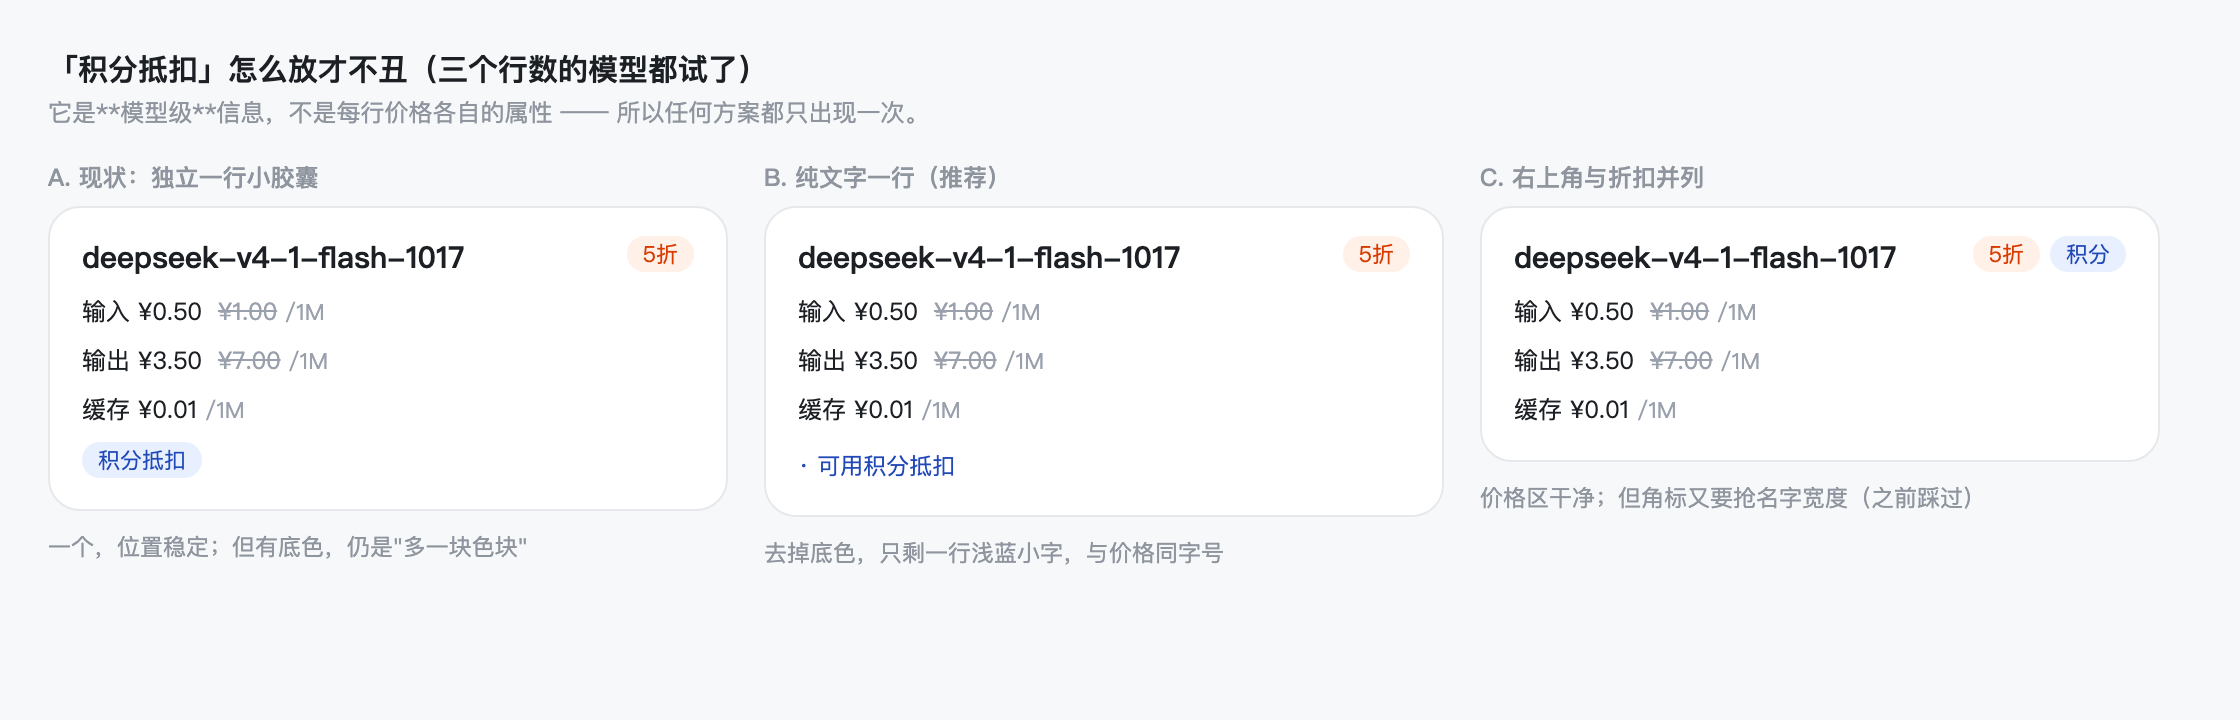 「积分抵扣」怎么放才不丑（三个行数的模型都试了）
它是**模型级**信息，不是每行价格各自的属性 —— 所以任何方案都只出现一次。
A. 现状：独立一行小胶囊
deepseek-v4-1-flash-1017 5折
输入 ¥0.50 ¥1.00 /1M
输出 ¥3.50 ¥7.00 /1M
缓存 ¥0.01 /1M
积分抵扣
一个，位置稳定；但有底色，仍是"多一块色块"
B. 纯文字一行（推荐）
deepseek-v4-1-flash-1017 5折
输入 ¥0.50 ¥1.00 /1M
输出 ¥3.50 ¥7.00 /1M
缓存 ¥0.01 /1M
· 可用积分抵扣
去掉底色，只剩一行浅蓝小字，与价格同字号
C. 右上角与折扣并列
deepseek-v4-1-flash-1017 5折 积分
输入 ¥0.50 ¥1.00 /1M
输出 ¥3.50 ¥7.00 /1M
缓存 ¥0.01 /1M
价格区干净；但角标又要抢名字宽度（之前踩过）